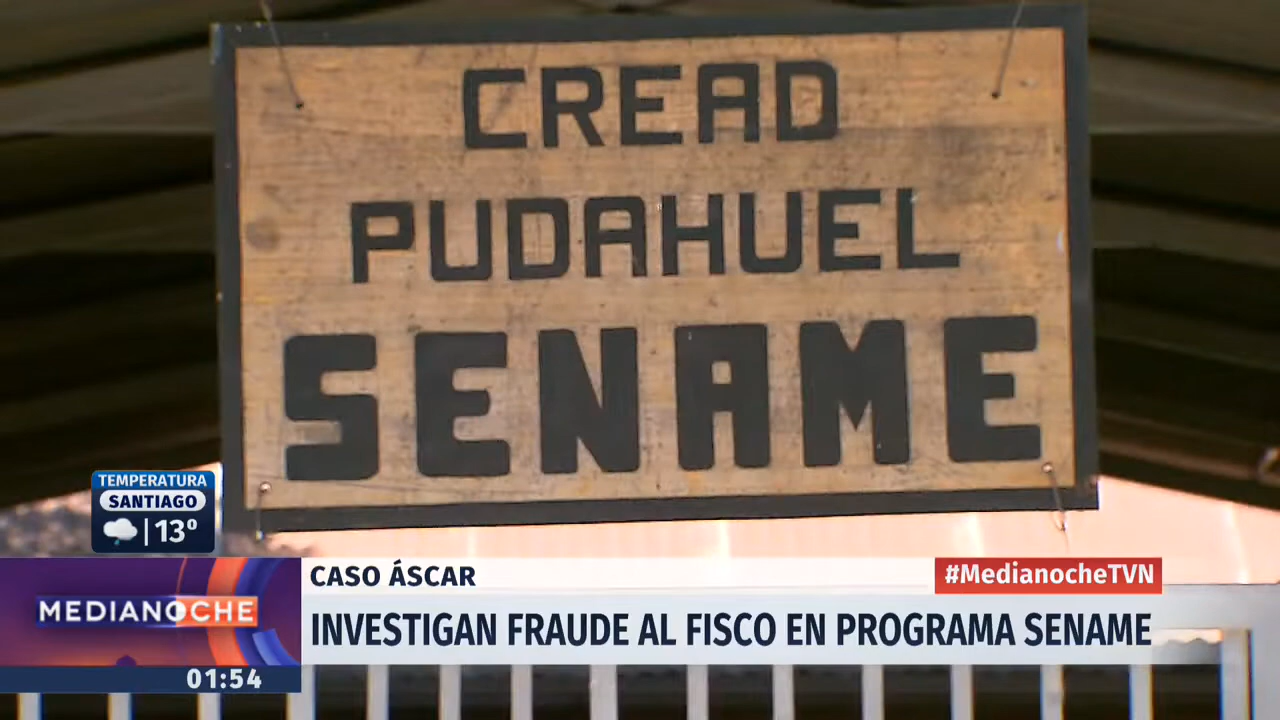 CREAD
PUDAHUEL
SENAME
TEMPERATURA
SANTIAGO
13º
CASO ÁSCAR
#MedianocheTVN
MEDIANOCHE
INVESTIGAN FRAUDE AL FISCO EN PROGRAMA SENAME
01:54